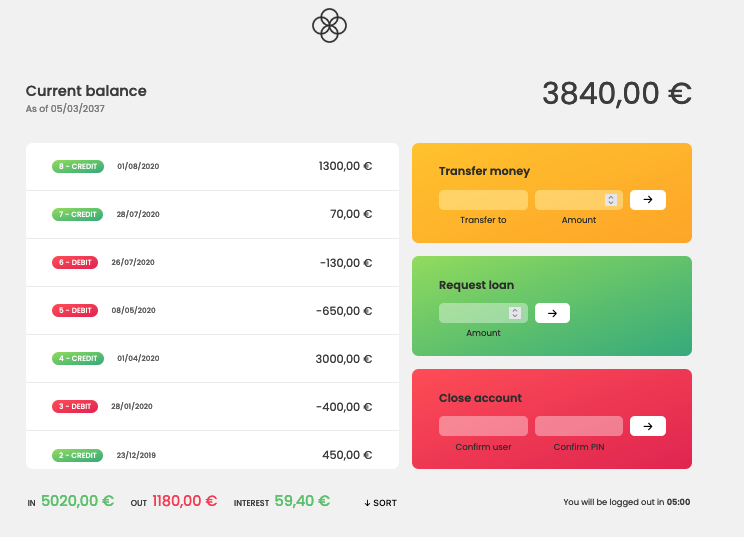 Current balance
As of 05/03/2037
3840,00 €
8 - CREDIT 01/08/2020 1300,00 €
7 - CREDIT 28/07/2020 70,00 €
6 - DEBIT 26/07/2020 -130,00 €
5 - DEBIT 08/05/2020 -650,00 €
4 - CREDIT 01/04/2020 3000,00 €
3 - DEBIT 28/01/2020 -400,00 €
2 - CREDIT 23/12/2019 450,00 €
Transfer money
→
Transfer to Amount
Request loan
→
Amount
Close account
→
Confirm user Confirm PIN
IN 5020,00 € OUT 1180,00 € INTEREST 59,40 € ↓ SORT
You will be logged out in 05:00